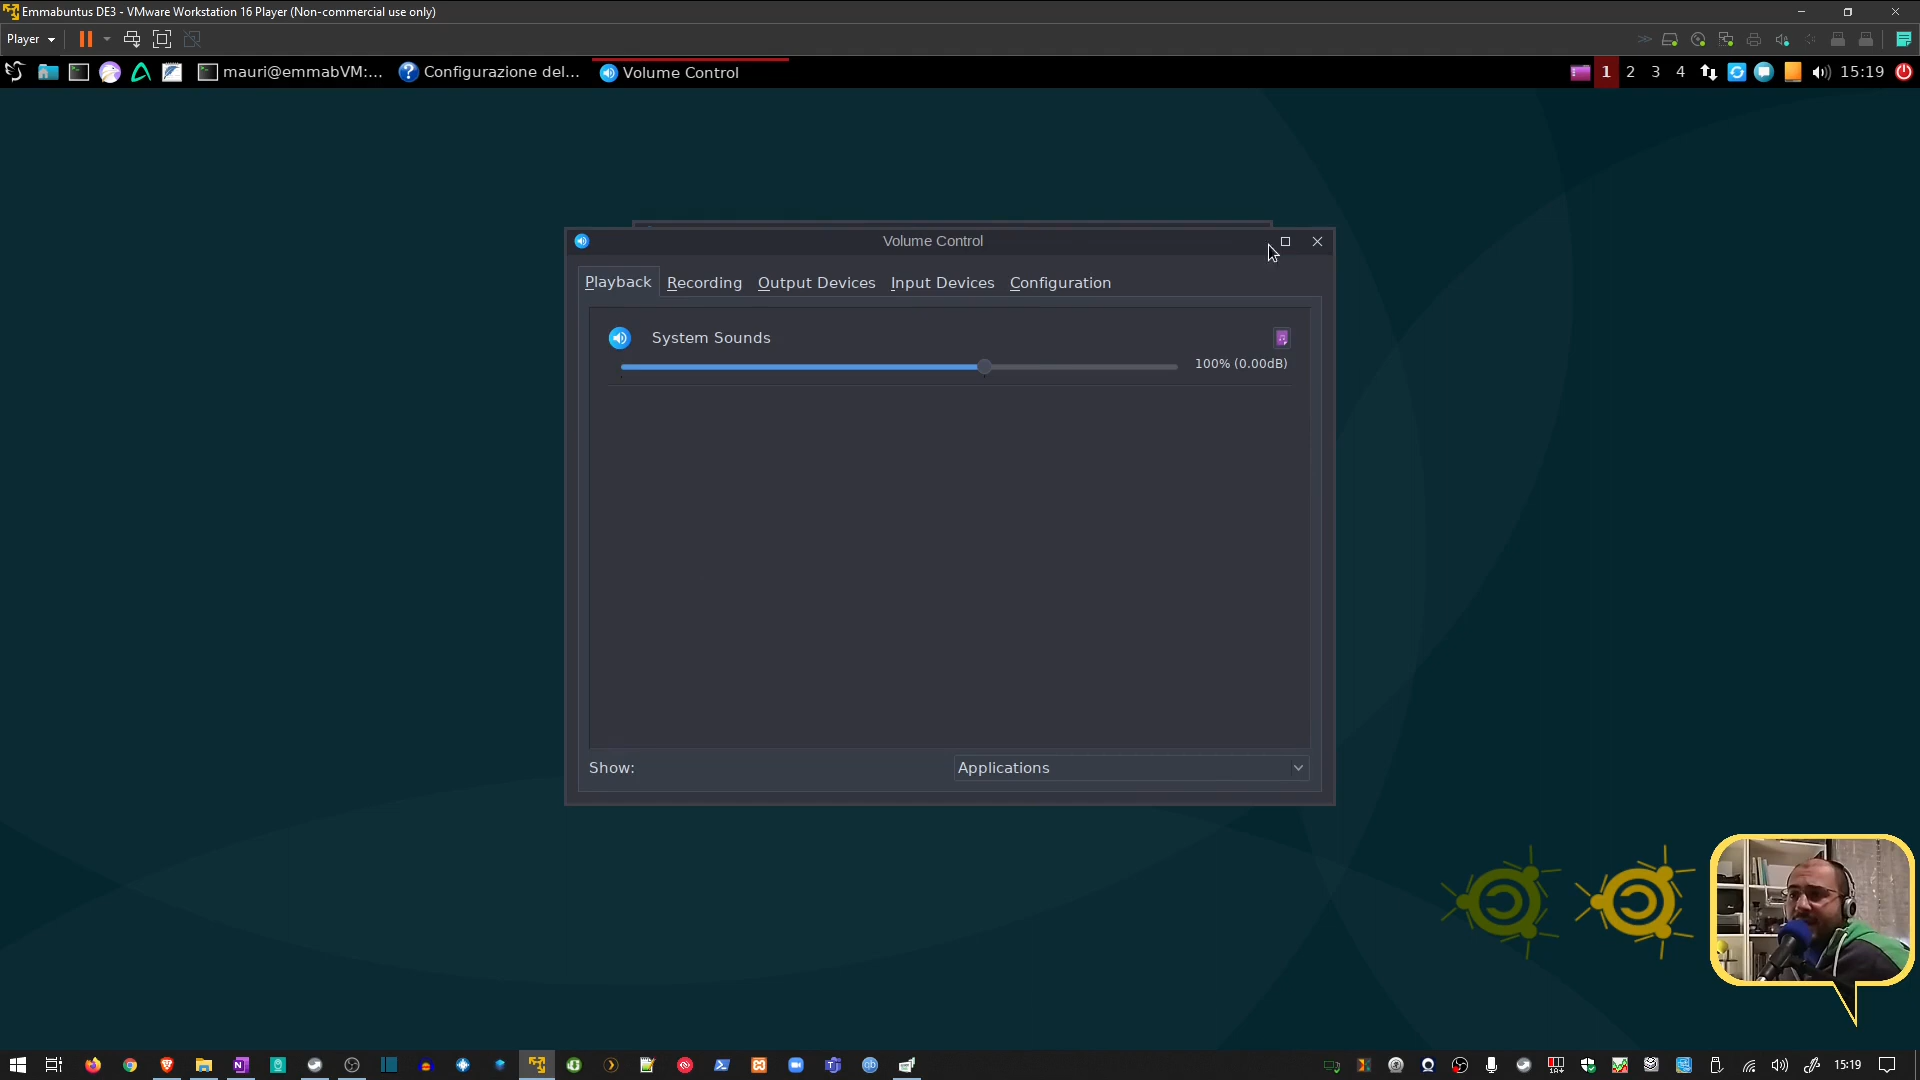 Emmabuntus DE3 - VMware Workstation 16 Player (Non-commercial use only)
Player
mauri@emmabVM:...
Configurazione del...
Volume Control
1 2 3 4
15:19
Volume Control
Playback Recording Output Devices Input Devices Configuration
System Sounds
100% (0.00dB)
Show:
Applications
15:19